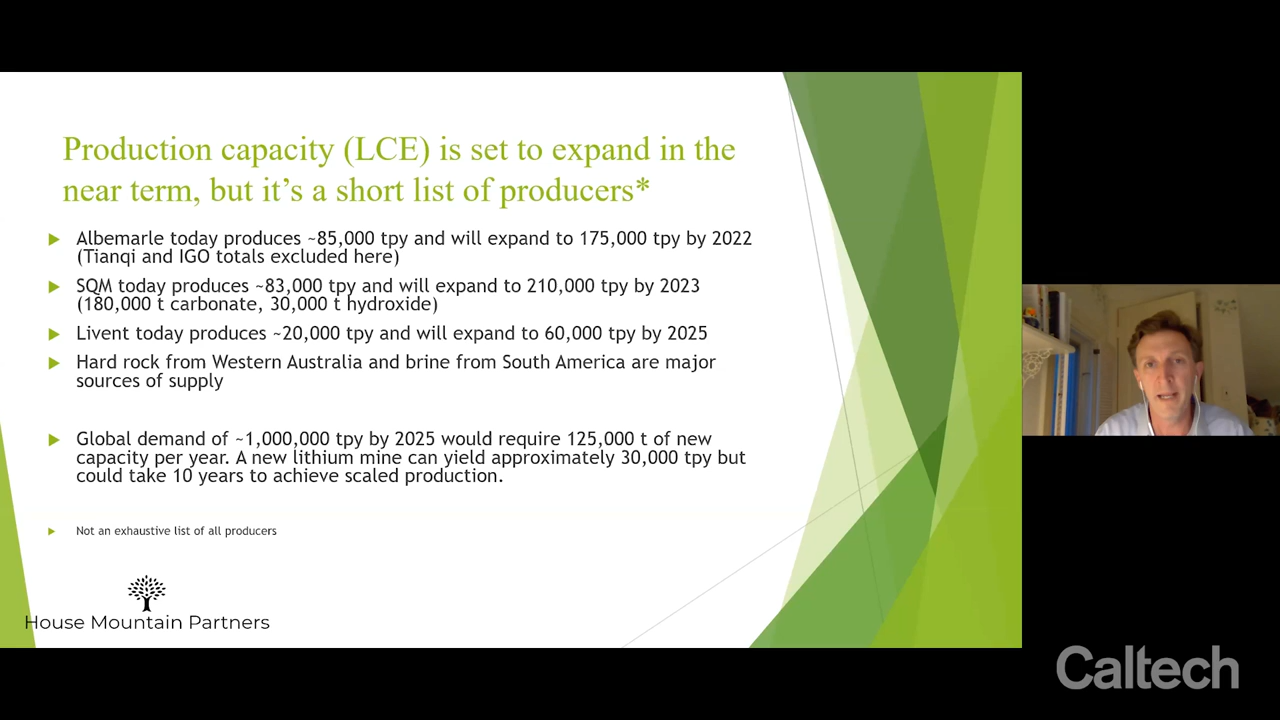 Production capacity (LCE) is set to expand in the
near term, but it’s a short list of producers*
Albemarle today produces ~85,000 tpy and will expand to 175,000 tpy by 2022
(Tianqi and IGO totals excluded here)
SQM today produces ~83,000 tpy and will expand to 210,000 tpy by 2023
(180,000 t carbonate, 30,000 t hydroxide)
Livent today produces ~20,000 tpy and will expand to 60,000 tpy by 2025
Hard rock from Western Australia and brine from South America are major
sources of supply
Global demand of ~1,000,000 tpy by 2025 would require 125,000 t of new
capacity per year. A new lithium mine can yield approximately 30,000 tpy but
could take 10 years to achieve scaled production.
Not an exhaustive list of all producers
House Mountain Partners
Caltech